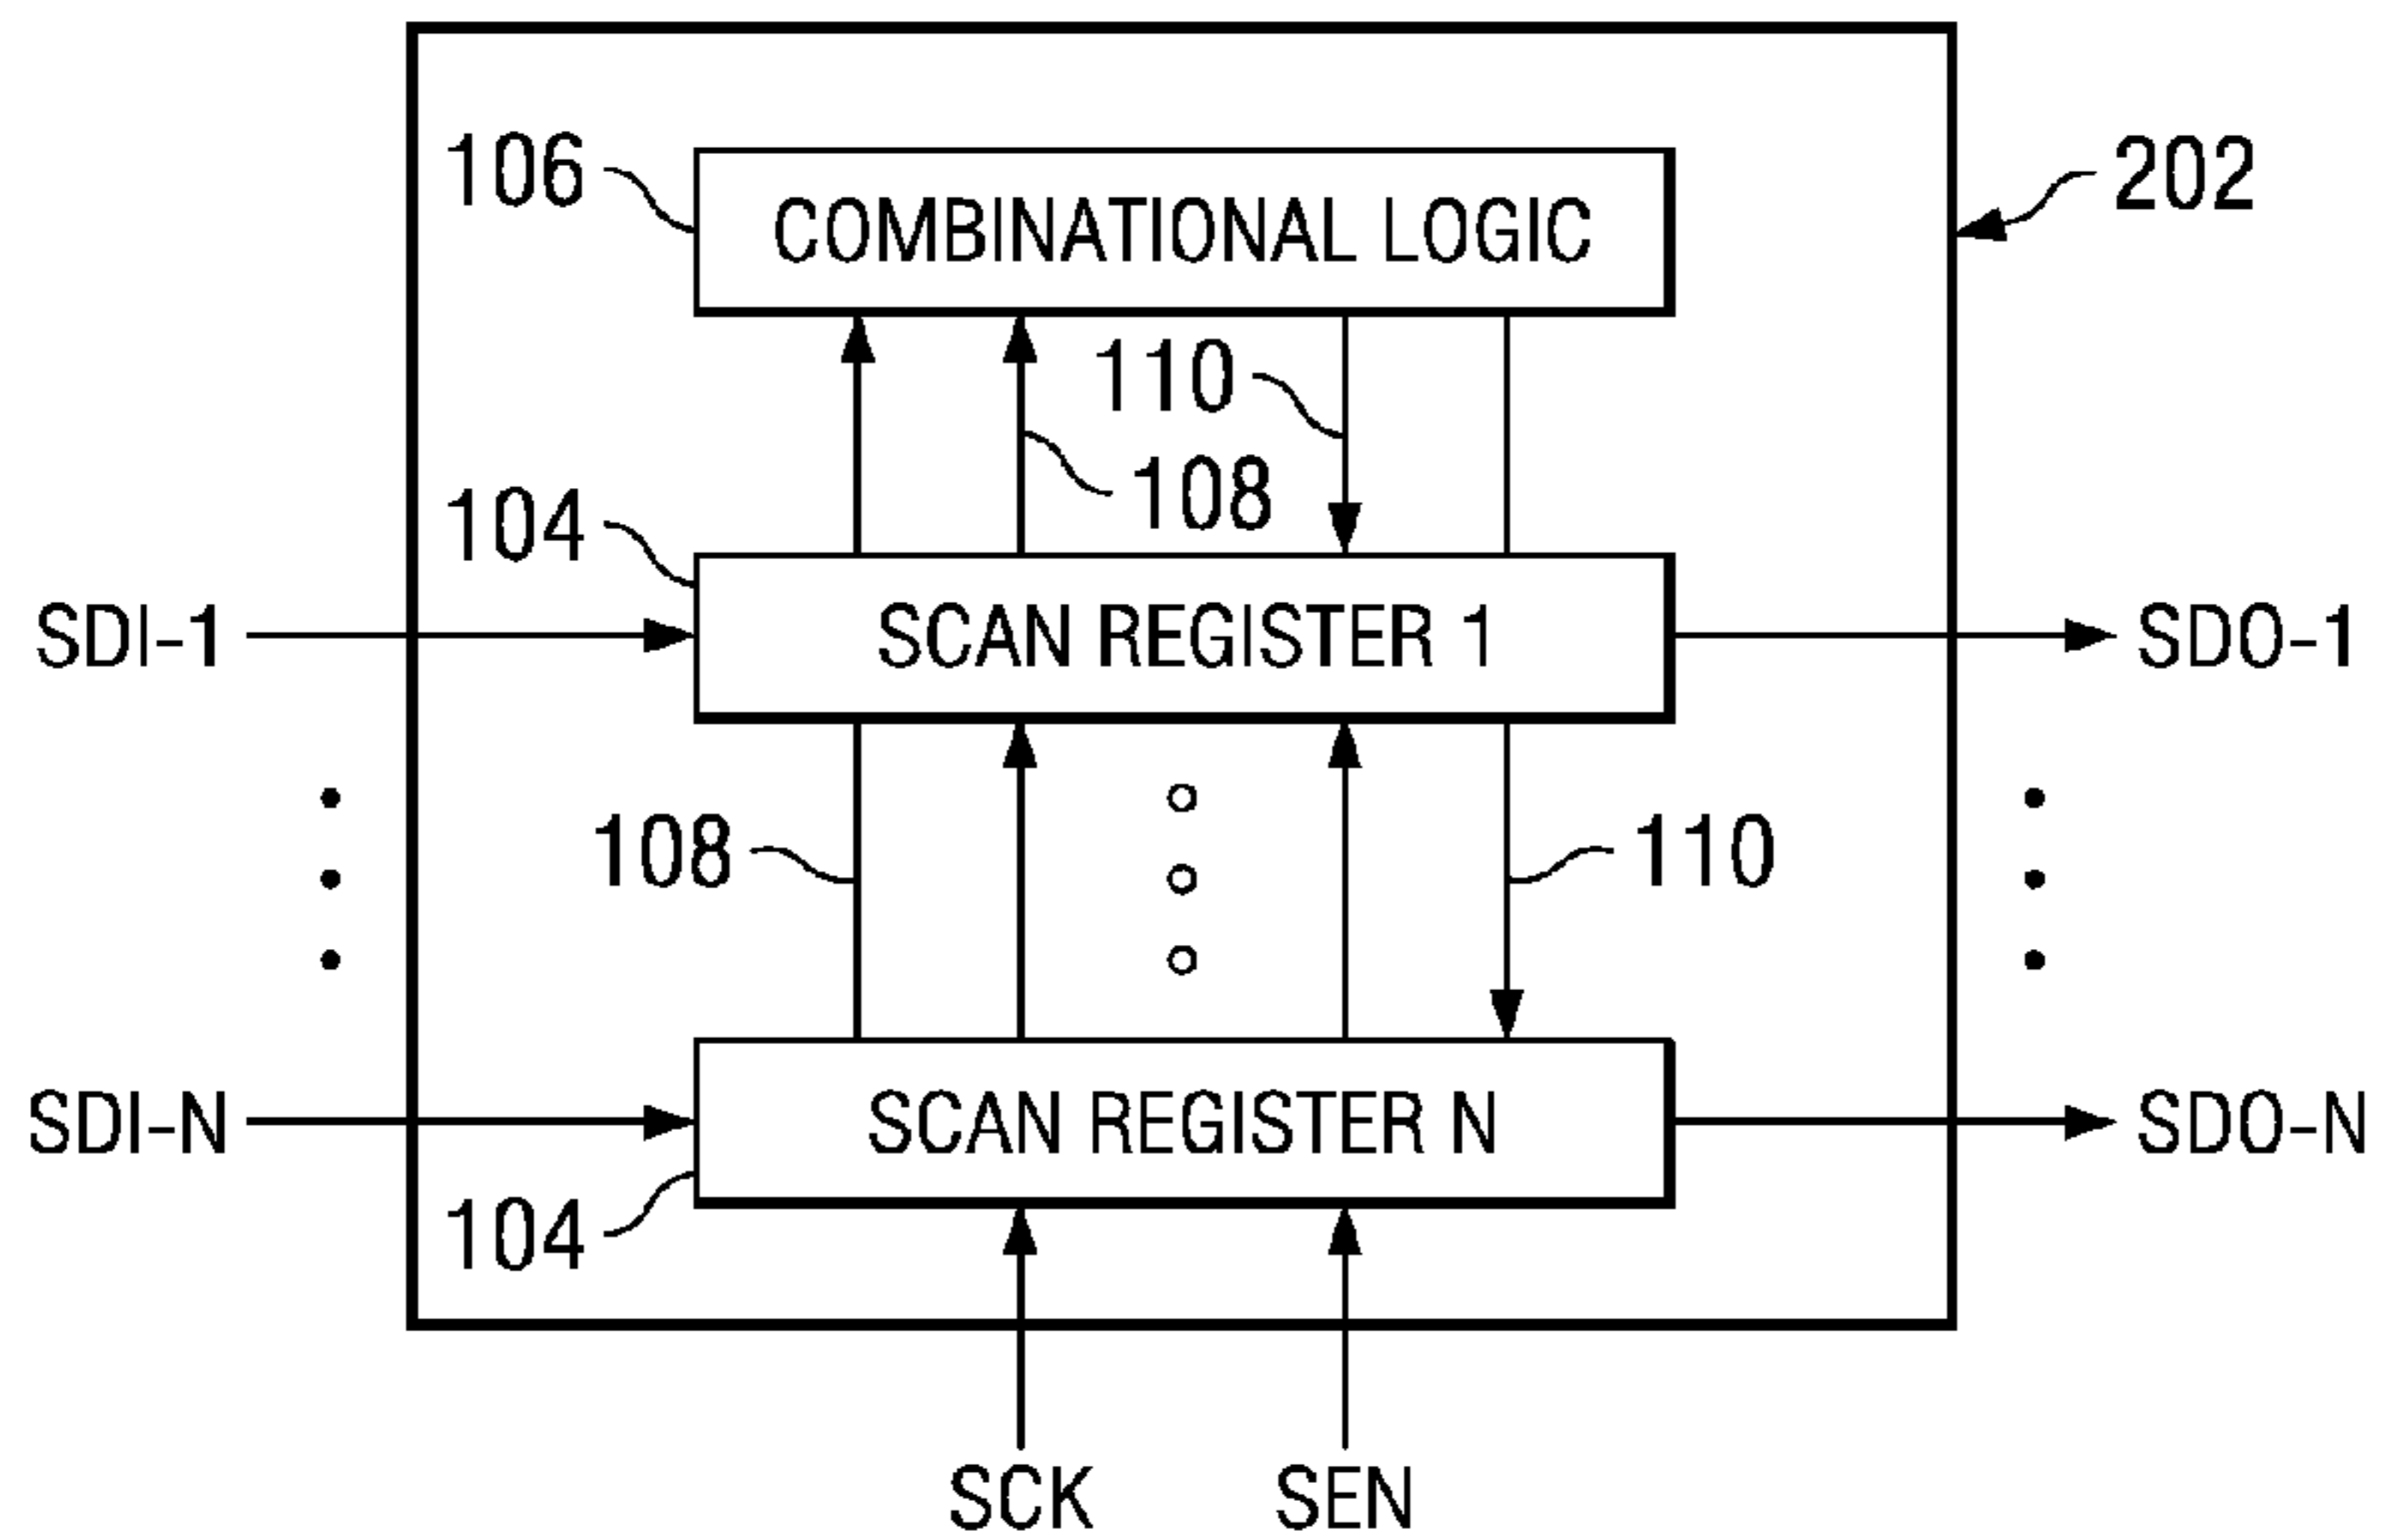 106
COMBINATIONAL LOGIC
202
110
108
104
SDI-1
SCAN REGISTER 1
SDO-1
108
110
SDI-N
SCAN REGISTER N
SDO-N
104
SCK
SEN